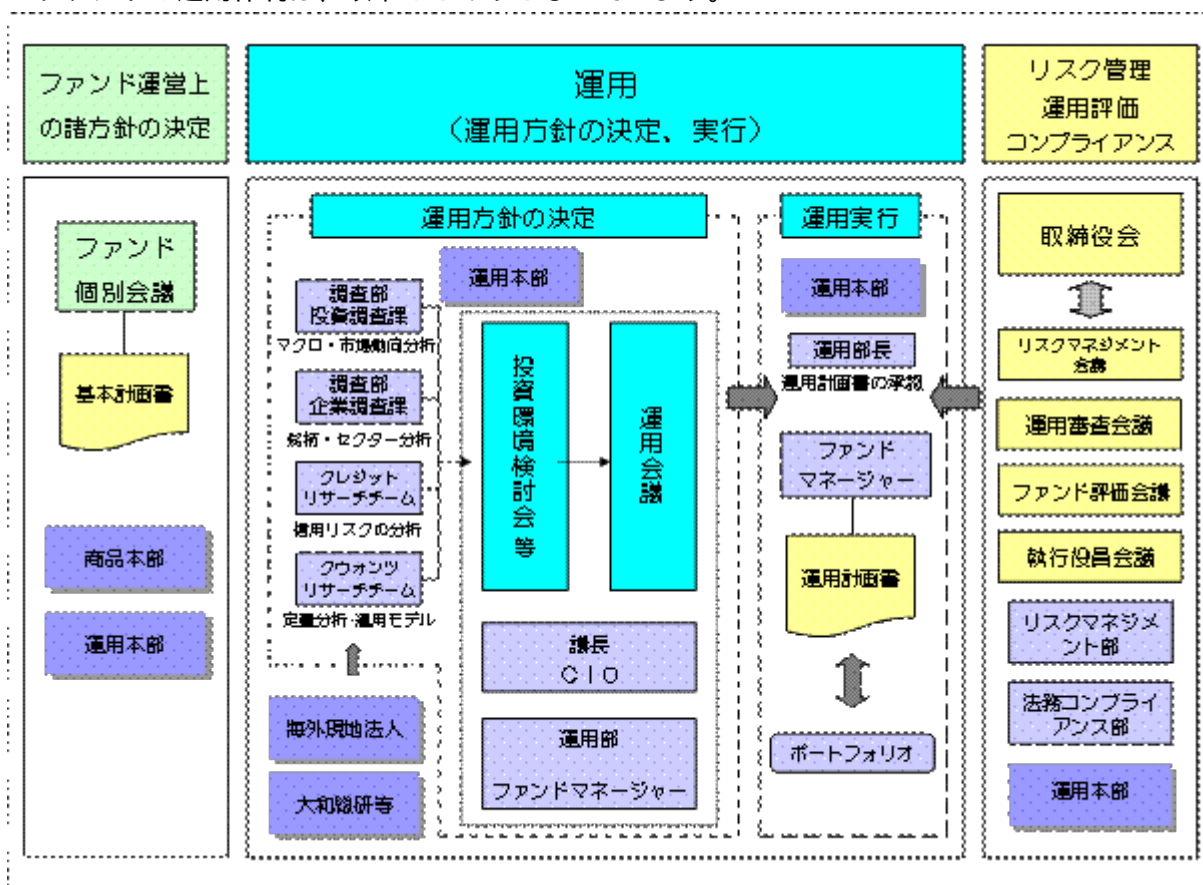 ファンド運営上
の諸方針の決定
運用
（運用方針の決定、実行）
リスク管理
運用評価
コンプライアンス
ファンド
個別会議
基本計画書
商品本部
運用本部
運用方針の決定
運用本部
調査部
投資調査課
マクロ・市場動向分析
調査部
企業調査課
銘柄・セクター分析
クレジット
リサーチチーム
信用リスクの分析
クウォンツ
リサーチチーム
定量分析・運用モデル
海外現地法人
大和総研等
投資環境検討会等
運用会議
議長
ＣＩＯ
運用部
ファンドマネージャー
運用実行
運用本部
運用部長
運用計画書の承認
ファンド
マネージャー
運用計画書
ポートフォリオ
取締役会
リスクマネジメント
会議
運用審査会議
ファンド評価会議
執行役員会議
リスクマネジメ
ント部
法務コンプライ
アンス部
運用本部